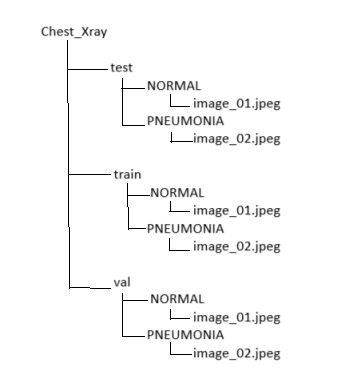 Chest_Xray
test
NORMAL
image_01.jpeg
PNEUMONIA
image_02.jpeg
train
NORMAL
image_01.jpeg
PNEUMONIA
image_02.jpeg
val
NORMAL
image_01.jpeg
PNEUMONIA
image_02.jpeg